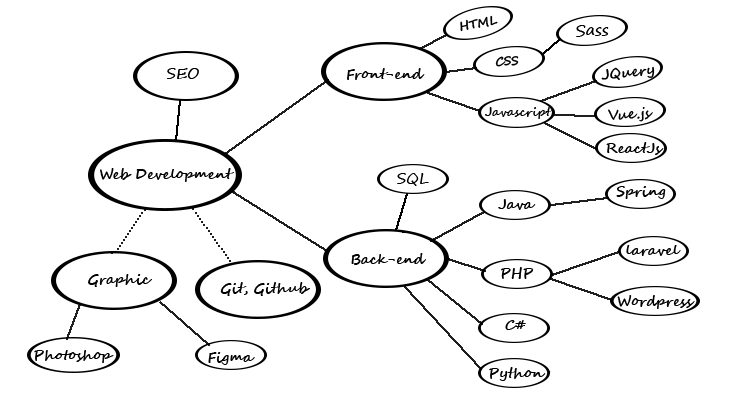 HTML
Sass
CSS
SEO
Front-end
JQuery
Javascript
Vue.js
ReactJs
Web Development
SQL
Java
Spring
laravel
Back-end
PHP
Graphic
Git, Github
Wordpress
C#
Photoshop
Figma
Python